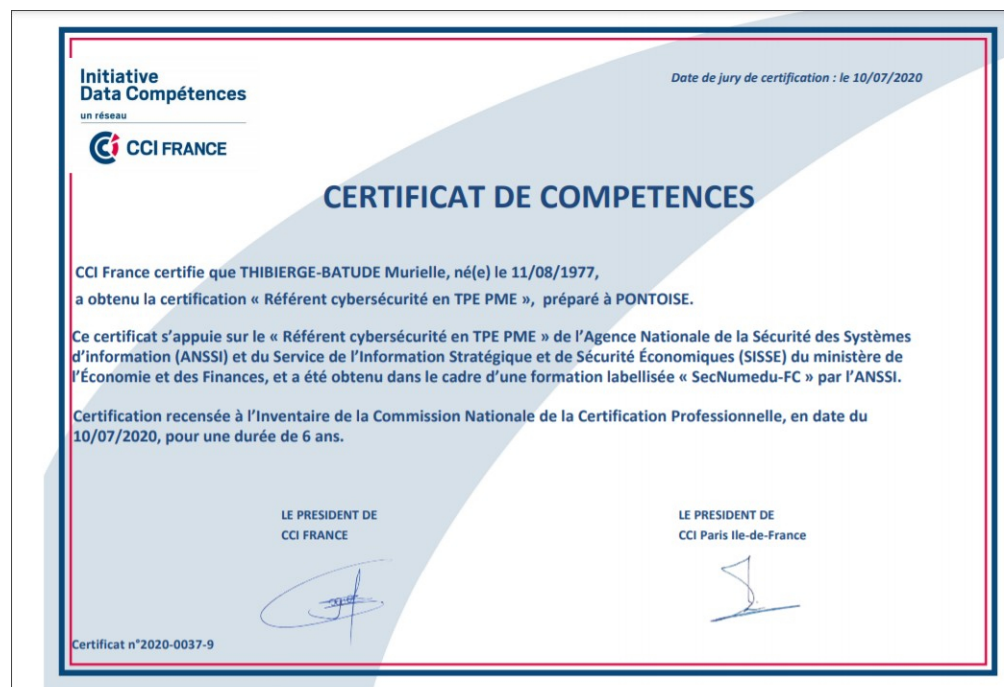 Initiative
Data Compétences
un réseau
CCI FRANCE
Date de jury de certification : le 10/07/2020
CERTIFICAT DE COMPETENCES
CCI France certifie que THIBIERGE-BATUDE Murielle, né(e) le 11/08/1977,
a obtenu la certification « Référent cybersécurité en TPE PME », préparé à PONTOISE.
Ce certificat s’appuie sur le « Référent cybersécurité en TPE PME » de l’Agence Nationale de la Sécurité des Systèmes
d’information (ANSSI) et du Service de l’Information Stratégique et de Sécurité Économiques (SISSE) du ministère de
l’Économie et des Finances, et a été obtenu dans le cadre d’une formation labellisée « SecNumedu-FC » par l’ANSSI.
Certification recensée à l’Inventaire de la Commission Nationale de la Certification Professionnelle, en date du
10/07/2020, pour une durée de 6 ans.
LE PRESIDENT DE
CCI FRANCE
LE PRESIDENT DE
CCI Paris Ile-de-France
Certificat n°2020-0037-9